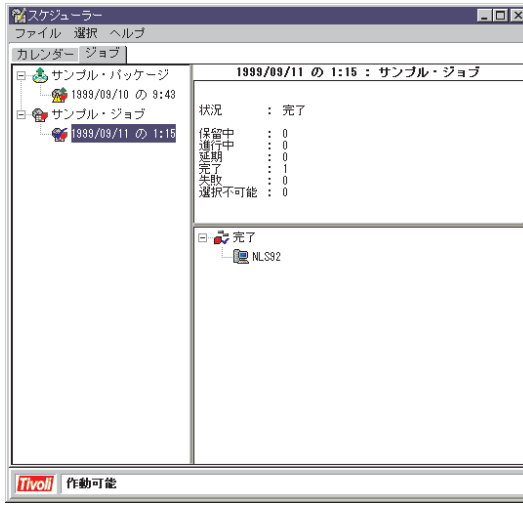 スケジューラー
ファイル 選択 ヘルプ
カレンダー ジョブ
サンプル・パッケージ
1999/09/10 の 9:43
サンプル・ジョブ
1999/09/11 の 1:15
1999/09/11 の 1:15 : サンプル・ジョブ
状況 : 完了
保留中 : 0
進行中 : 0
延期 : 0
完了 : 1
失敗 : 0
選択不可能 : 0
完了
NLS92
Tivoli 作動可能